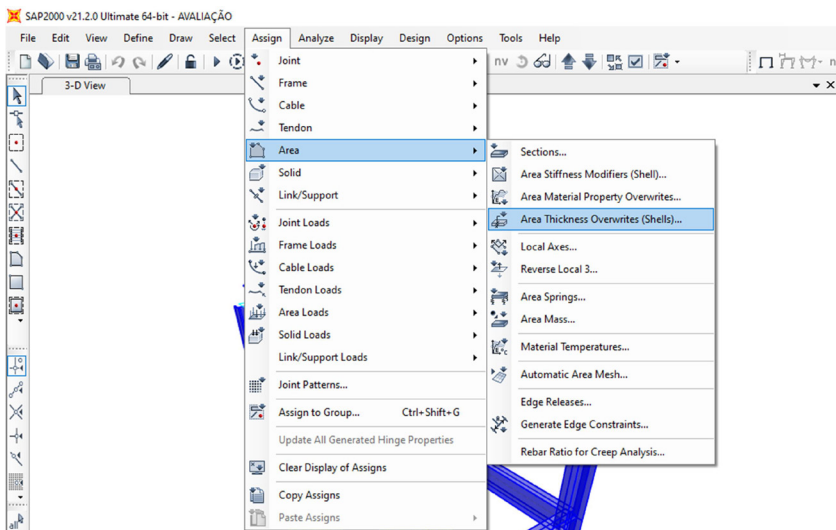 SAP2000 v21.2.0 Ultimate 64-bit - AVALIAÇÃO
File Edit View Define Draw Select Assign Analyze Display Design Options Tools Help
nv
3-D View
Joint
Frame
Cable
Tendon
Area
Solid
Link/Support
Joint Loads
Frame Loads
Cable Loads
Tendon Loads
Area Loads
Solid Loads
Link/Support Loads
Joint Patterns...
Assign to Group... Ctrl+Shift+G
Update All Generated Hinge Properties
Clear Display of Assigns
Copy Assigns
Paste Assigns
Sections...
Area Stiffness Modifiers (Shell)...
Area Material Property Overwrites...
Area Thickness Overwrites (Shells)...
Local Axes...
Reverse Local 3...
Area Springs...
Area Mass...
Material Temperatures...
Automatic Area Mesh...
Edge Releases...
Generate Edge Constraints...
Rebar Ratio for Creep Analysis...
all